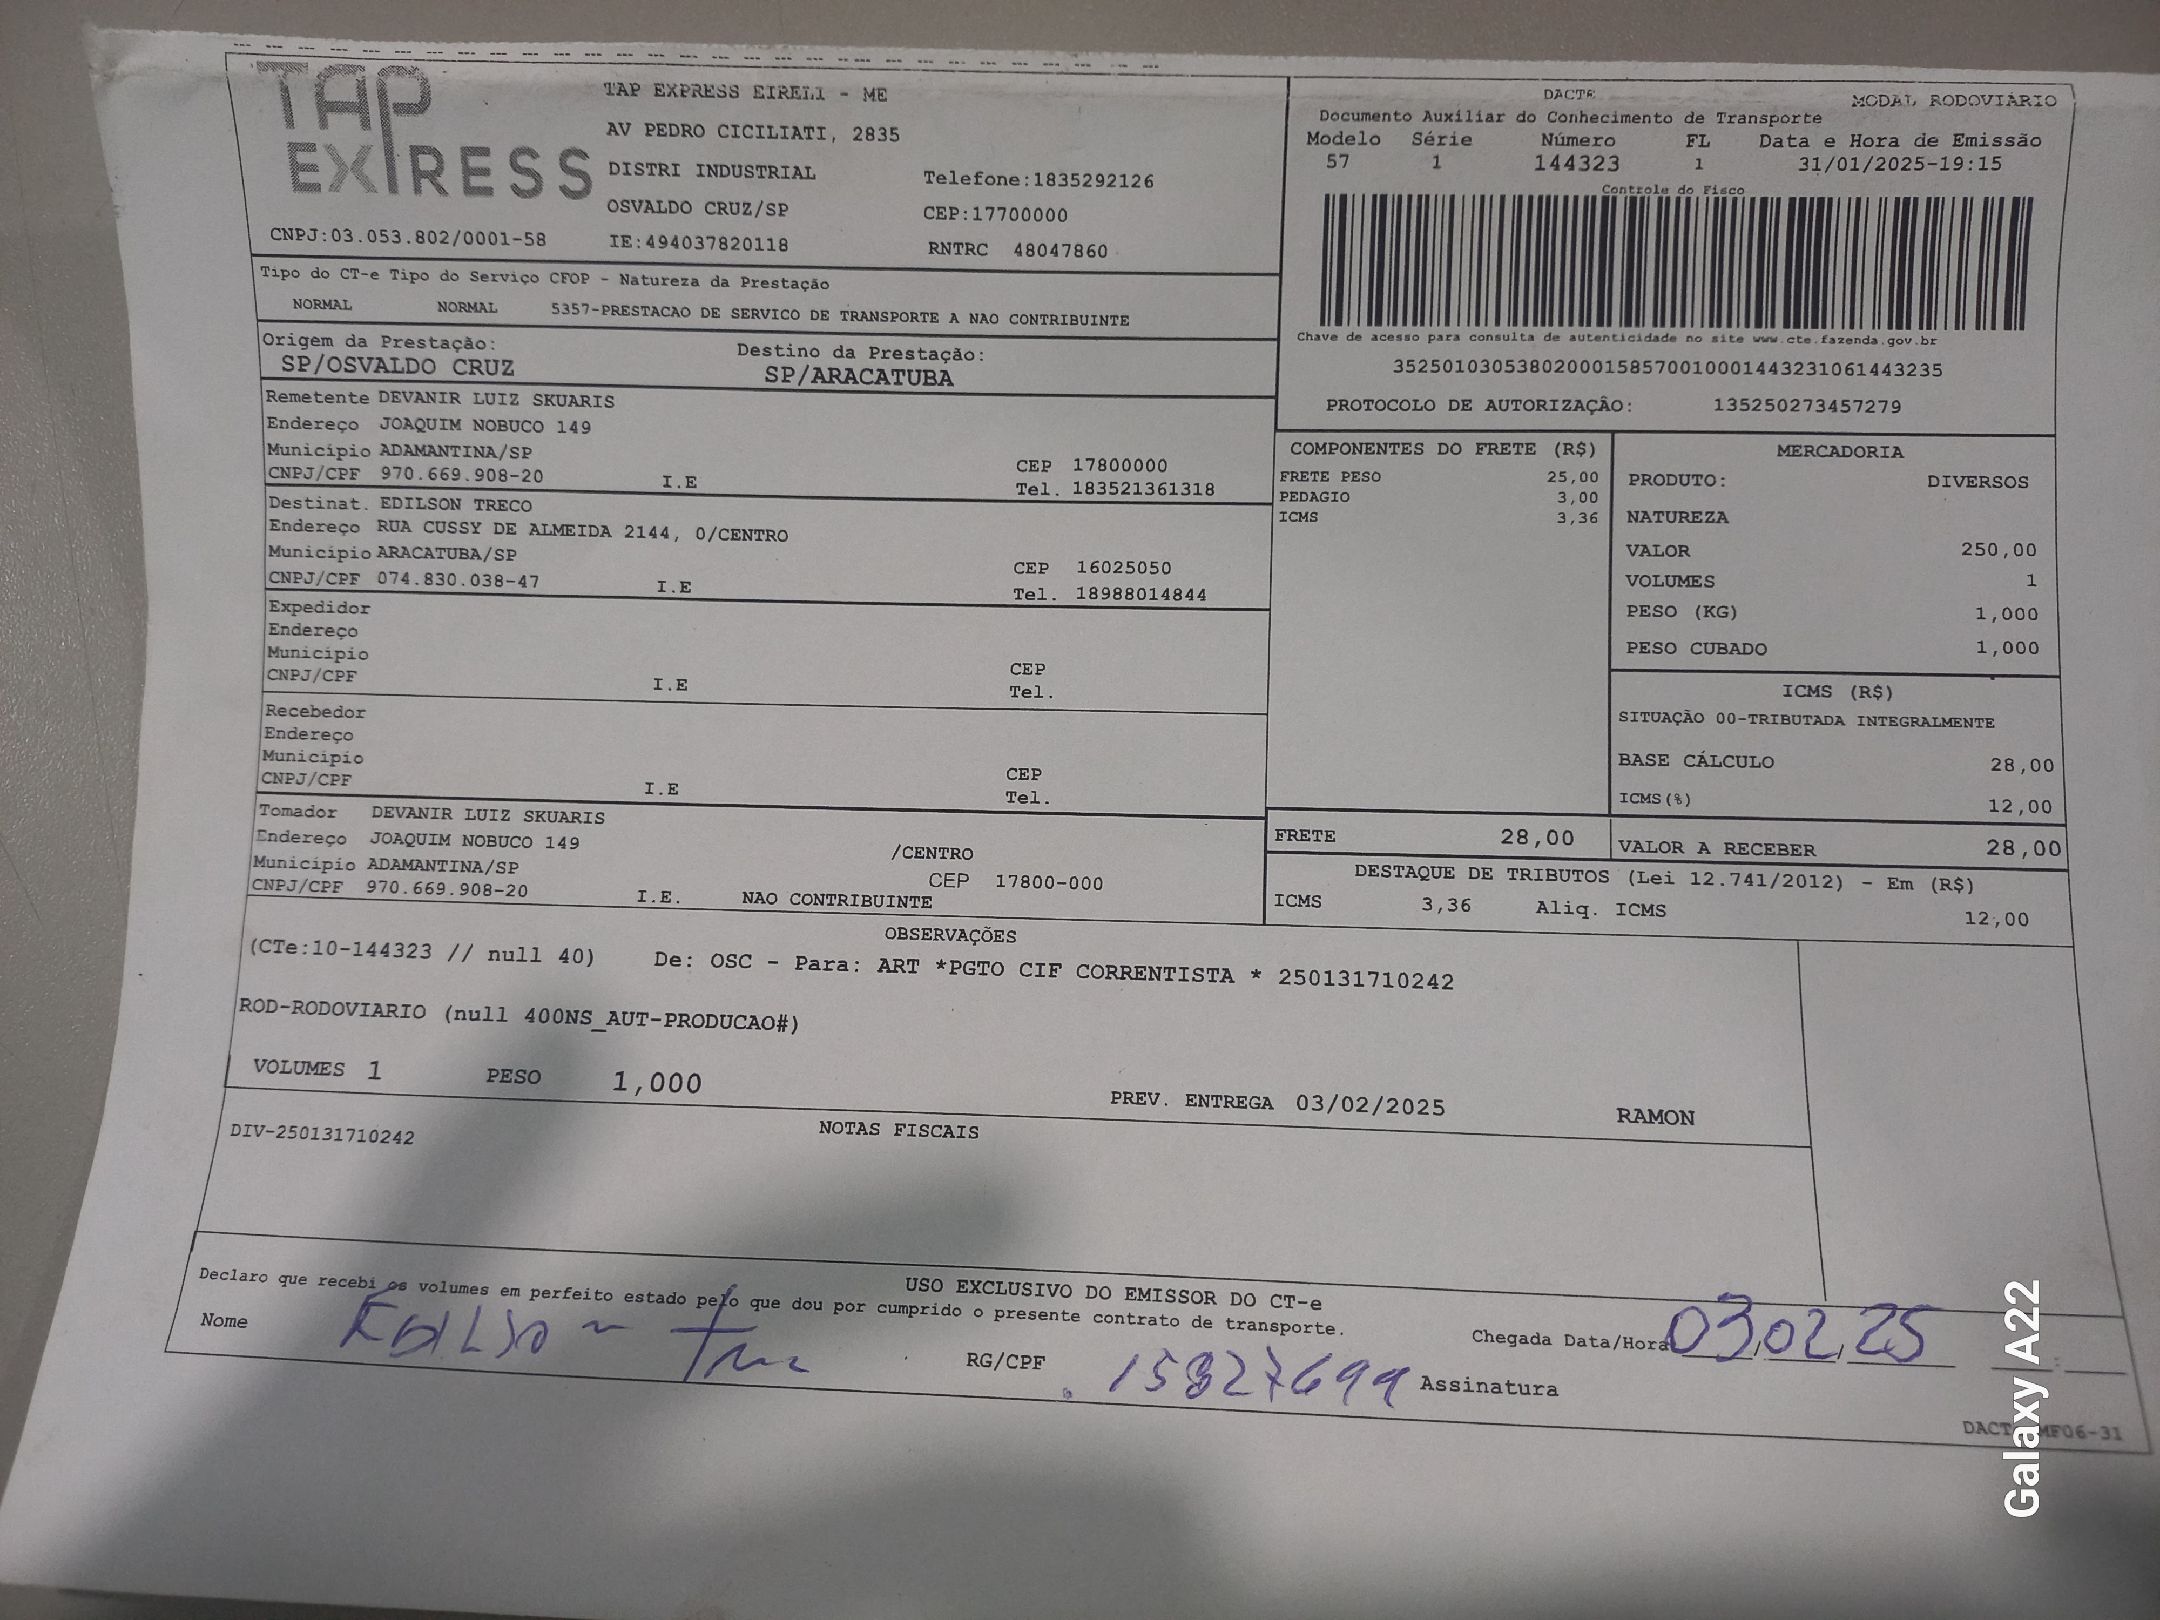 TAP EXPRESS
TAP EXPRESS EIRELI - ME
AV PEDRO CICILIATI, 2835
DISTRI INDUSTRIAL
Telefone:1835292126
OSVALDO CRUZ/SP
CEP:17700000
CNPJ:03.053.802/0001-58
IE:494037820118
RNTRC 48047860
DACTE
MODAL RODOVIÁRIO
Documento Auxiliar do Conhecimento de Transporte
Modelo Série Número FL Data e Hora de Emissão
57 1 144323 1 31/01/2025-19:15
Controle do Fisco
Chave de acesso para consulta de autenticidade no site www.cte.fazenda.gov.br
35250103053802000158570010001443231061443235
PROTOCOLO DE AUTORIZAÇÃO: 135250273457279
Tipo do CT-e Tipo do Serviço CFOP - Natureza da Prestação
NORMAL NORMAL 5357-PRESTACAO DE SERVICO DE TRANSPORTE A NAO CONTRIBUINTE
Origem da Prestação: Destino da Prestação:
SP/OSVALDO CRUZ SP/ARACATUBA
Remetente DEVANIR LUIZ SKUARIS
Endereço JOAQUIM NOBUCO 149
Município ADAMANTINA/SP CEP 17800000
CNPJ/CPF 970.669.908-20 I.E Tel. 183521361318
Destinat. EDILSON TRECO
Endereço RUA CUSSY DE ALMEIDA 2144, 0/CENTRO
Município ARACATUBA/SP CEP 16025050
CNPJ/CPF 074.830.038-47 I.E Tel. 18988014844
Expedidor
Endereço
Município CEP
CNPJ/CPF I.E Tel.
Recebedor
Endereço
Município CEP
CNPJ/CPF I.E Tel.
Tomador DEVANIR LUIZ SKUARIS
Endereço JOAQUIM NOBUCO 149 /CENTRO
Município ADAMANTINA/SP CEP 17800-000
CNPJ/CPF 970.669.908-20 I.E. NAO CONTRIBUINTE
COMPONENTES DO FRETE (R$)
FRETE PESO 25,00
PEDAGIO 3,00
ICMS 3,36
MERCADORIA
PRODUTO: DIVERSOS
NATUREZA
VALOR 250,00
VOLUMES 1
PESO (KG) 1,000
PESO CUBADO 1,000
ICMS (R$)
SITUAÇÃO 00-TRIBUTADA INTEGRALMENTE
BASE CÁLCULO 28,00
ICMS(%) 12,00
FRETE 28,00 VALOR A RECEBER 28,00
DESTAQUE DE TRIBUTOS (Lei 12.741/2012) - Em (R$)
ICMS 3,36 Aliq. ICMS 12,00
OBSERVAÇÕES
(CTe:10-144323 // null 40) De: OSC - Para: ART *PGTO CIF CORRENTISTA * 250131710242
ROD-RODOVIARIO (null 400NS_AUT-PRODUCAO#)
VOLUMES 1 PESO 1,000 PREV. ENTREGA 03/02/2025 RAMON
NOTAS FISCAIS
DIV-250131710242
USO EXCLUSIVO DO EMISSOR DO CT-e
Declaro que recebi os volumes em perfeito estado pelo que dou por cumprido o presente contrato de transporte.
Nome Edilson RG/CPF 15827699 Assinatura
Chegada Data/Hora 03/02/25 :
Galaxy A22